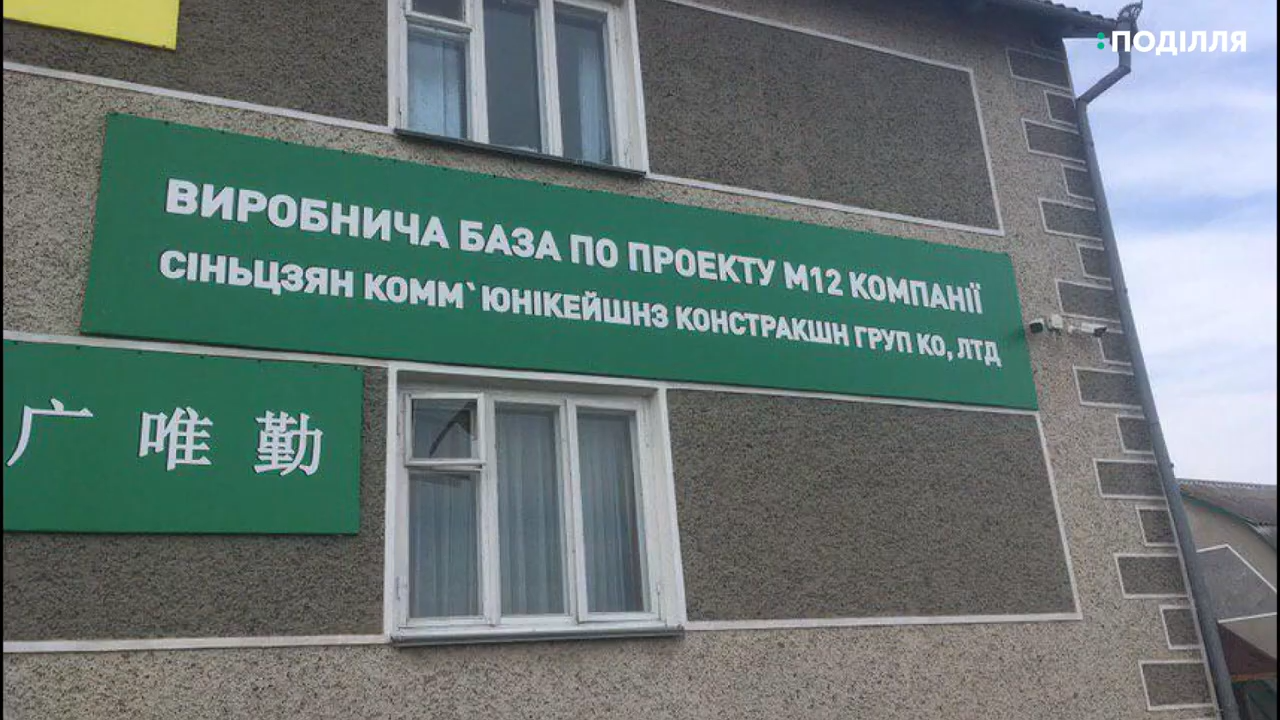 :ПОДІЛЛЯ
ВИРОБНИЧА БАЗА ПО ПРОЕКТУ М12 КОМПАНІЇ
СІНЬЦЗЯН КОММ`ЮНІКЕЙШНЗ КОНСТРАКШН ГРУП КО, ЛТД
广 唯 勤